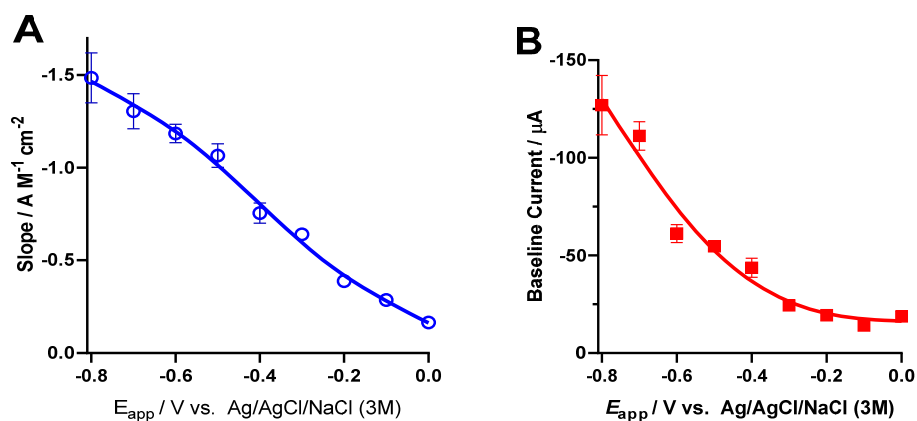 A
Slope / A M⁻¹ cm⁻²
-1.5
-1.0
-0.5
0.0
-0.8 -0.6 -0.4 -0.2 0.0
E_app / V vs. Ag/AgCl/NaCl (3M)
B
Baseline Current / µA
-150
-100
-50
0
-0.8 -0.6 -0.4 -0.2 0.0
E_app / V vs. Ag/AgCl/NaCl (3M)